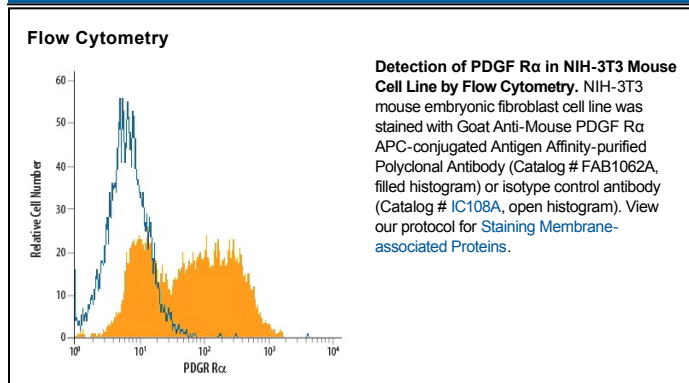 Flow Cytometry
60
50
40
30
20
10
0
Relative Cell Number
10⁰
10¹
10²
10³
10⁴
PDGR Rα
Detection of PDGF Rα in NIH-3T3 Mouse
Cell Line by Flow Cytometry. NIH-3T3
mouse embryonic fibroblast cell line was
stained with Goat Anti-Mouse PDGF Rα
APC-conjugated Antigen Affinity-purified
Polyclonal Antibody (Catalog # FAB1062A,
filled histogram) or isotype control antibody
(Catalog # IC108A, open histogram). View
our protocol for Staining Membrane-
associated Proteins.